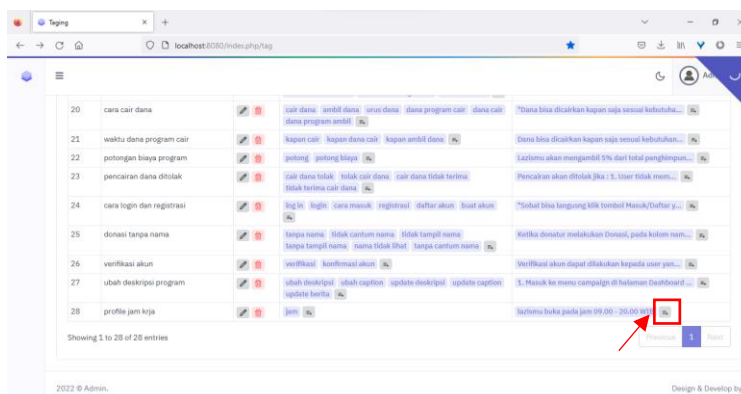 Taging
localhost:8080/index.php/tag
20 cara cair dana cair dana ambil dana urus dana dana program cair dana cair "Dana bisa dicairkan kapan saja sesuai kebutuha...
dana program ambil
21 waktu dana program cair kapan cair kapan dana cair kapan ambil dana Dana bisa dicairkan kapan saja sesuai kebutuhan...
22 potongan biaya program potong potong biaya Lazismu akan mengambil 5% dari total penghimpun...
23 pencairan dana ditolak cair dana tolak tolak cair dana cair dana tidak terima Pencairan akan ditolak jika : 1. User tidak mem...
tidak terima cair dana
24 cara login dan registrasi log in login cara masuk registrasi daftar akun buat akun "Sobat bisa langusng klik tombol Masuk/Daftar y...
25 donasi tanpa nama tanpa nama tidak cantum nama tidak tampil nama Ketika donatur melakukan Donasi, pada kolom nam...
tanpa tampil nama nama tidak lihat tanpa cantum nama
26 verifikasi akun verifikasi konfirmasi akun Verifikasi akun dapat dilakukan kepada user yan...
27 ubah deskripsi program ubah deskripsi ubah caption update deskripsi update caption 1. Masuk ke menu campaign di halaman Dashboard ...
update berita
28 profile jam krja jam lazismu buka pada jam 09.00 - 20.00 WIB
Showing 1 to 28 of 28 entries Previous 1 Next
2022 © Admin. Design & Develop by